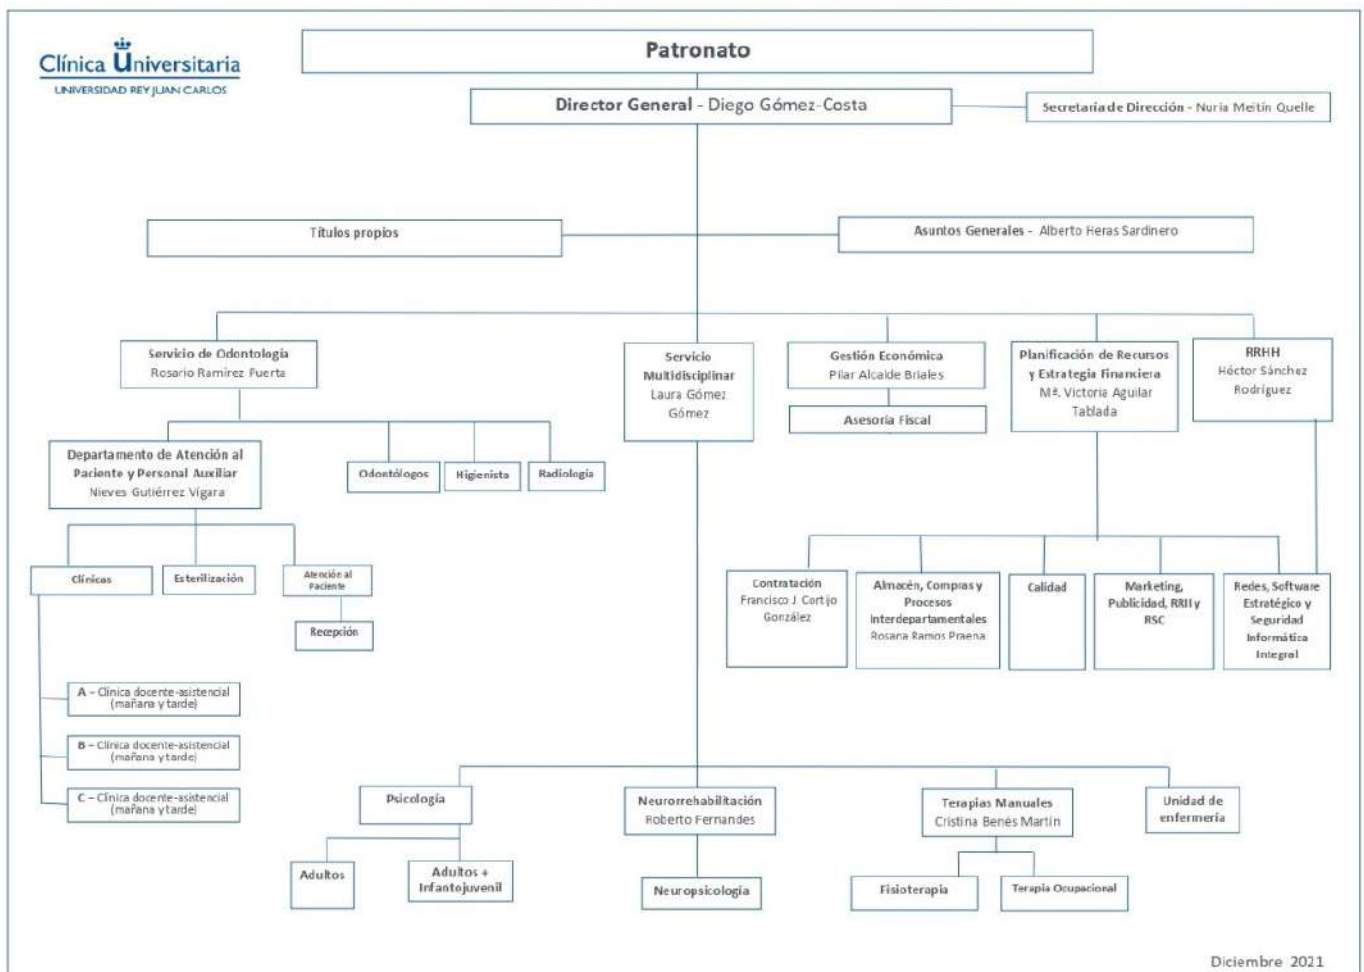 Clínica Universitaria
UNIVERSIDAD REY JUAN CARLOS
Patronato
Director General - Diego Gómez-Costa
Secretaría de Dirección - Nuria Meitín Quelle
Títulos propios
Asuntos Generales - Alberto Heras Sardinero
Servicio de Odontología
Rosario Ramírez Puerta
Servicio
Multidisciplinar
Laura Gómez
Gómez
Gestión Económica
Pilar Alcalde Briales
Planificación de Recursos
y Estrategia Financiera
Mª. Victoria Aguilar
Tablada
RRHH
Héctor Sánchez
Rodríguez
Asesoría Fiscal
Departamento de Atención al
Paciente y Personal Auxiliar
Nieves Gutiérrez Vígara
Odontólogos
Higienista
Radiología
Clínicas
Esterilización
Atención al
Paciente
Recepción
Contratación
Francisco J. Cortijo
González
Almacén, Compras y
Procesos
Interdepartamentales
Rosana Ramos Praena
Calidad
Marketing,
Publicidad, RRII y
RSC
Redes, Software
Estratégico y
Seguridad
Informática
Integral
A – Clínica docente-asistencial
(mañana y tarde)
B – Clínica docente-asistencial
(mañana y tarde)
C – Clínica docente-asistencial
(mañana y tarde)
Psicología
Neurorrehabilitación
Roberto Fernandes
Terapias Manuales
Cristina Benés Martín
Unidad de
enfermería
Adultos
Adultos +
Infantojuvenil
Neuropsicología
Fisioterapia
Terapia Ocupacional
Diciembre 2021